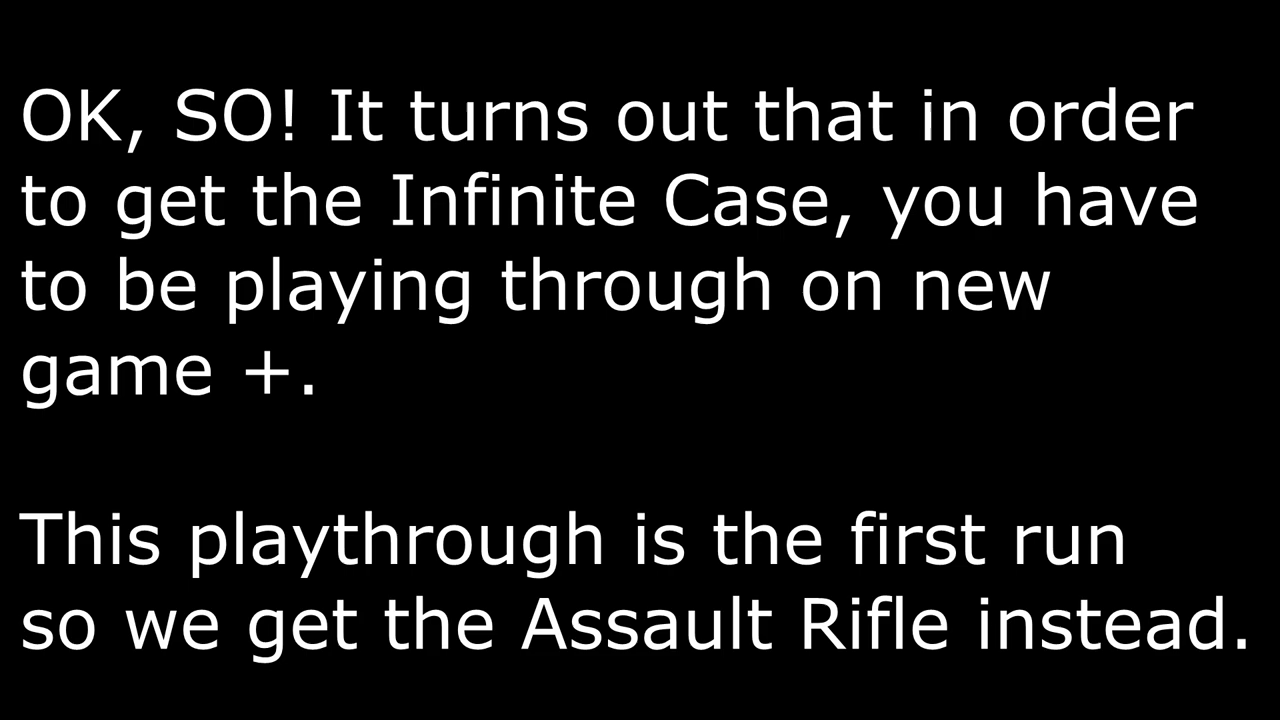 OK, SO! It turns out that in order
to get the Infinite Case, you have
to be playing through on new
game +.
This playthrough is the first run
so we get the Assault Rifle instead.